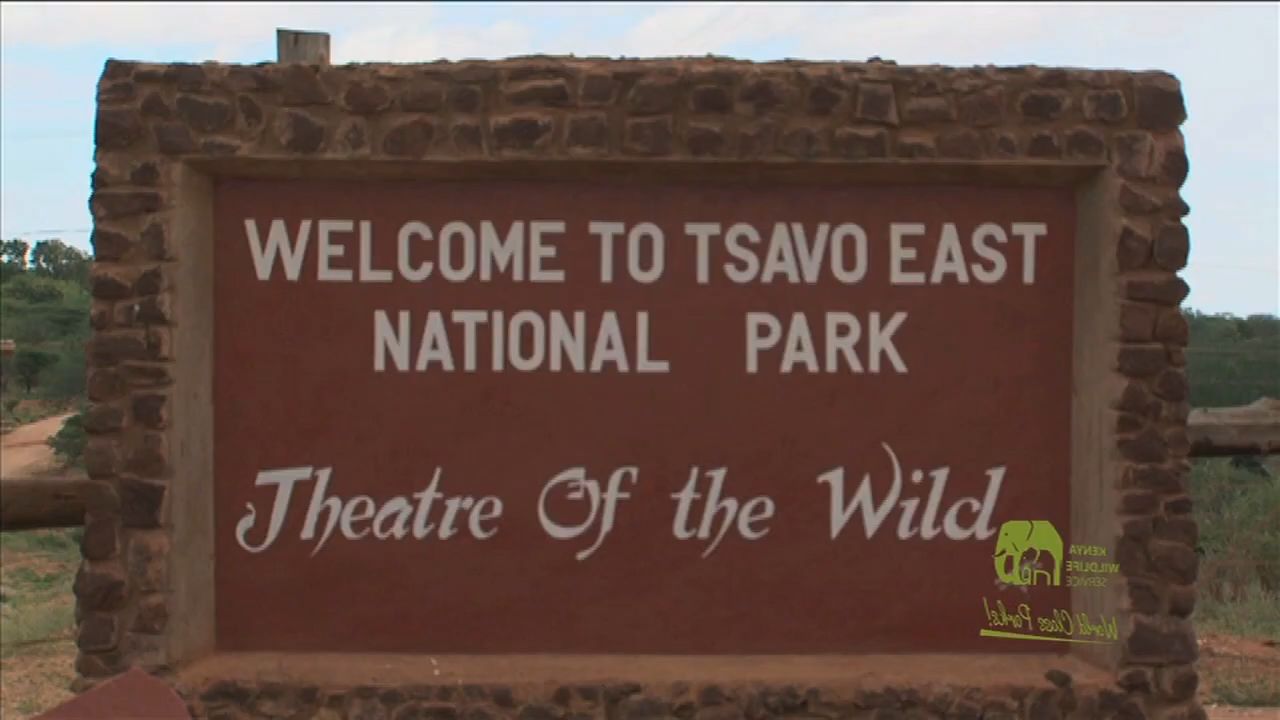 WELCOME TO TSAVO EAST
NATIONAL PARK
Theatre Of the Wild
KENYA
WILDLIFE
SERVICE
World Class Parks!